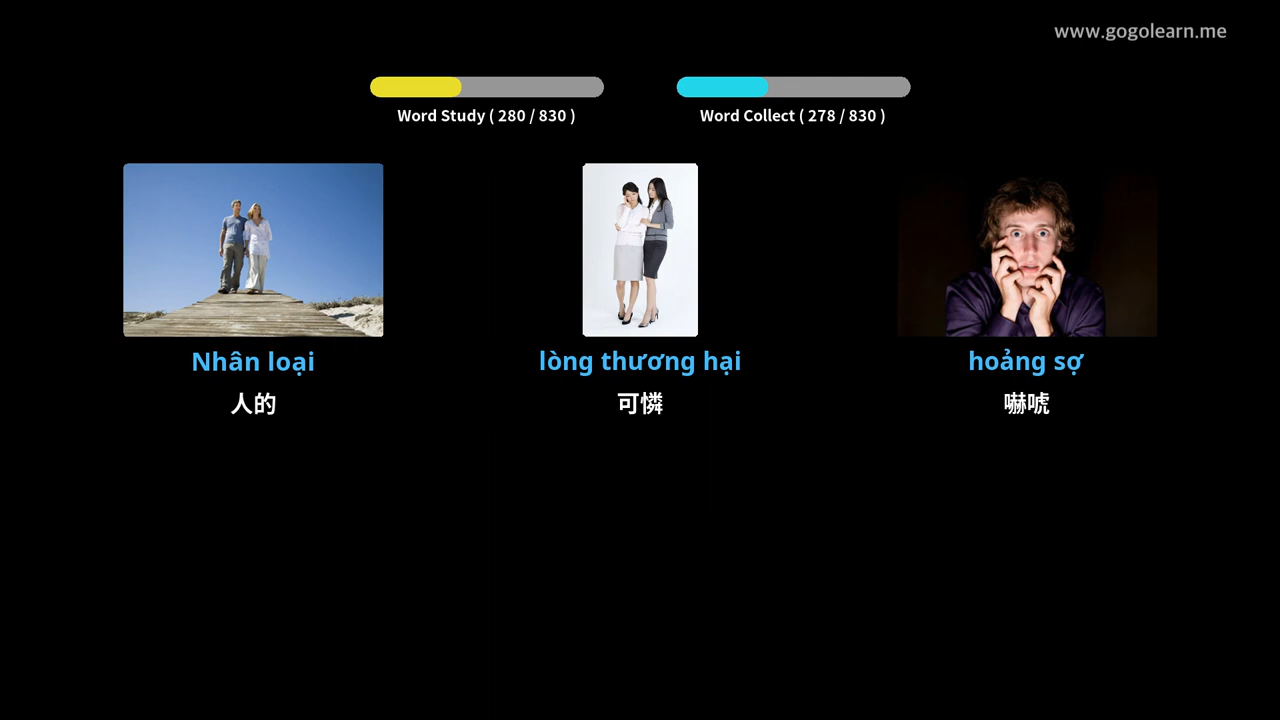 www.gogolearn.me
Word Study ( 280 / 830 )
Word Collect ( 278 / 830 )
Nhân loại
lòng thương hại
hoảng sợ
人的
可憐
嚇唬